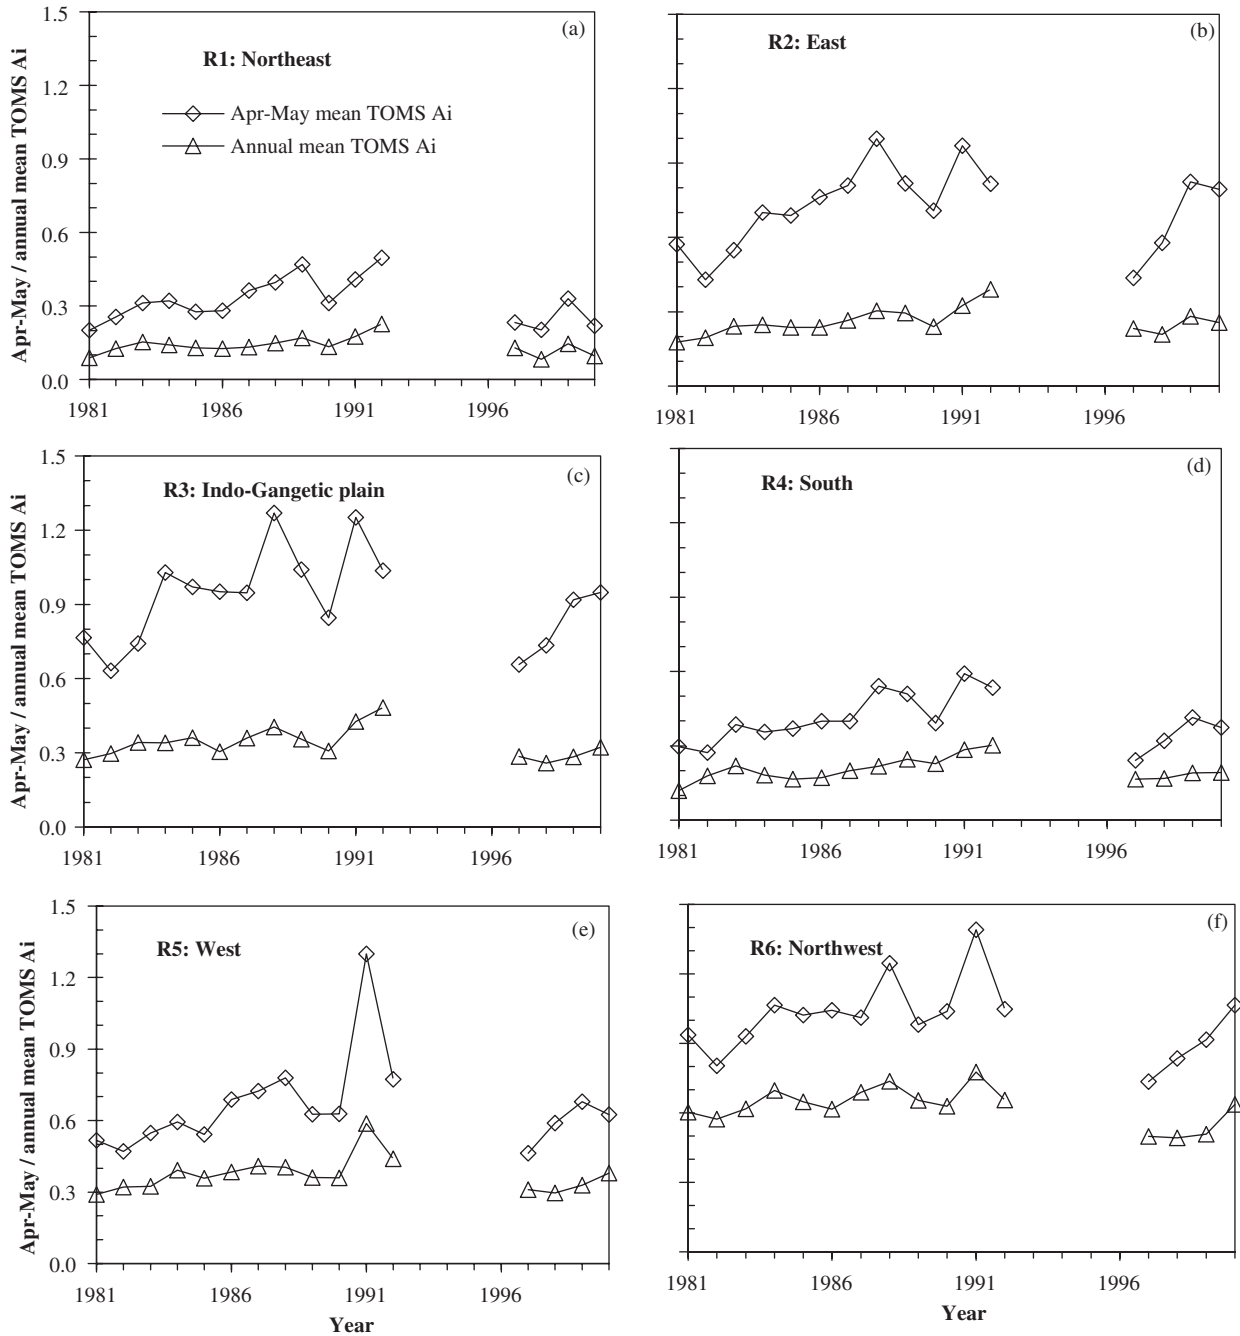 (a)
R1: Northeast
Apr-May mean TOMS Ai
Annual mean TOMS Ai
Apr-May / annual mean TOMS Ai
1.5
1.2
0.9
0.6
0.3
0.0
1981 1986 1991 1996
(b)
R2: East
1981 1986 1991 1996
(c)
R3: Indo-Gangetic plain
Apr-May / annual mean TOMS Ai
1.5
1.2
0.9
0.6
0.3
0.0
1981 1986 1991 1996
(d)
R4: South
1981 1986 1991 1996
(e)
R5: West
Apr-May / annual mean TOMS Ai
1.5
1.2
0.9
0.6
0.3
0.0
1981 1986 1991 1996
Year
(f)
R6: Northwest
1981 1986 1991 1996
Year